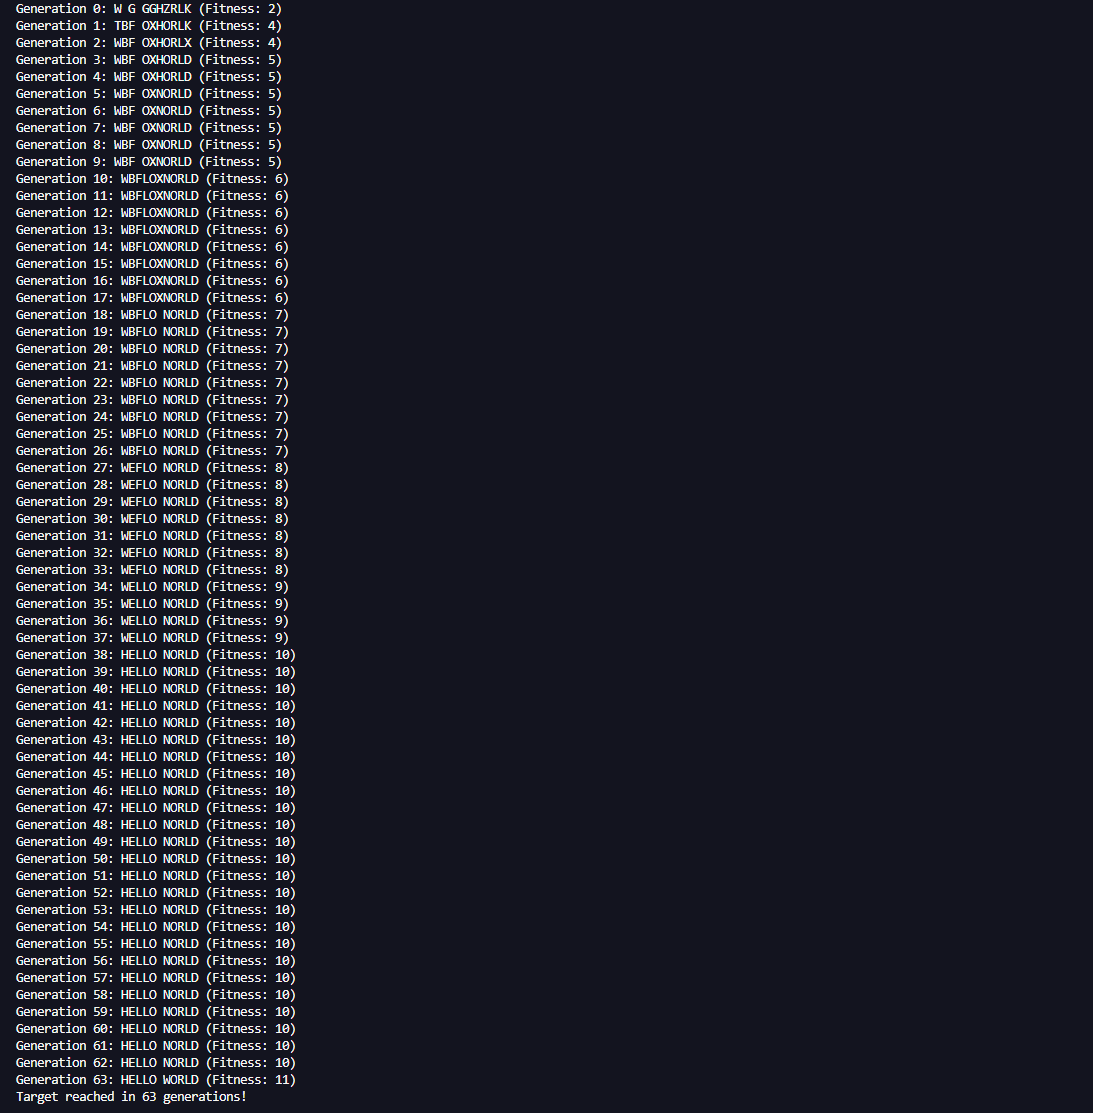 Generation 0: W G GGHZRLK (Fitness: 2)
Generation 1: TBF OXHORLK (Fitness: 4)
Generation 2: WBF OXHORLX (Fitness: 4)
Generation 3: WBF OXHORLD (Fitness: 5)
Generation 4: WBF OXHORLD (Fitness: 5)
Generation 5: WBF OXNORLD (Fitness: 5)
Generation 6: WBF OXNORLD (Fitness: 5)
Generation 7: WBF OXNORLD (Fitness: 5)
Generation 8: WBF OXNORLD (Fitness: 5)
Generation 9: WBF OXNORLD (Fitness: 5)
Generation 10: WBFLOXNORLD (Fitness: 6)
Generation 11: WBFLOXNORLD (Fitness: 6)
Generation 12: WBFLOXNORLD (Fitness: 6)
Generation 13: WBFLOXNORLD (Fitness: 6)
Generation 14: WBFLOXNORLD (Fitness: 6)
Generation 15: WBFLOXNORLD (Fitness: 6)
Generation 16: WBFLOXNORLD (Fitness: 6)
Generation 17: WBFLOXNORLD (Fitness: 6)
Generation 18: WBFLO NORLD (Fitness: 7)
Generation 19: WBFLO NORLD (Fitness: 7)
Generation 20: WBFLO NORLD (Fitness: 7)
Generation 21: WBFLO NORLD (Fitness: 7)
Generation 22: WBFLO NORLD (Fitness: 7)
Generation 23: WBFLO NORLD (Fitness: 7)
Generation 24: WBFLO NORLD (Fitness: 7)
Generation 25: WBFLO NORLD (Fitness: 7)
Generation 26: WBFLO NORLD (Fitness: 7)
Generation 27: WEFLO NORLD (Fitness: 8)
Generation 28: WEFLO NORLD (Fitness: 8)
Generation 29: WEFLO NORLD (Fitness: 8)
Generation 30: WEFLO NORLD (Fitness: 8)
Generation 31: WEFLO NORLD (Fitness: 8)
Generation 32: WEFLO NORLD (Fitness: 8)
Generation 33: WEFLO NORLD (Fitness: 8)
Generation 34: WELLO NORLD (Fitness: 9)
Generation 35: WELLO NORLD (Fitness: 9)
Generation 36: WELLO NORLD (Fitness: 9)
Generation 37: WELLO NORLD (Fitness: 9)
Generation 38: HELLO NORLD (Fitness: 10)
Generation 39: HELLO NORLD (Fitness: 10)
Generation 40: HELLO NORLD (Fitness: 10)
Generation 41: HELLO NORLD (Fitness: 10)
Generation 42: HELLO NORLD (Fitness: 10)
Generation 43: HELLO NORLD (Fitness: 10)
Generation 44: HELLO NORLD (Fitness: 10)
Generation 45: HELLO NORLD (Fitness: 10)
Generation 46: HELLO NORLD (Fitness: 10)
Generation 47: HELLO NORLD (Fitness: 10)
Generation 48: HELLO NORLD (Fitness: 10)
Generation 49: HELLO NORLD (Fitness: 10)
Generation 50: HELLO NORLD (Fitness: 10)
Generation 51: HELLO NORLD (Fitness: 10)
Generation 52: HELLO NORLD (Fitness: 10)
Generation 53: HELLO NORLD (Fitness: 10)
Generation 54: HELLO NORLD (Fitness: 10)
Generation 55: HELLO NORLD (Fitness: 10)
Generation 56: HELLO NORLD (Fitness: 10)
Generation 57: HELLO NORLD (Fitness: 10)
Generation 58: HELLO NORLD (Fitness: 10)
Generation 59: HELLO NORLD (Fitness: 10)
Generation 60: HELLO NORLD (Fitness: 10)
Generation 61: HELLO NORLD (Fitness: 10)
Generation 62: HELLO NORLD (Fitness: 10)
Generation 63: HELLO WORLD (Fitness: 11)
Target reached in 63 generations!